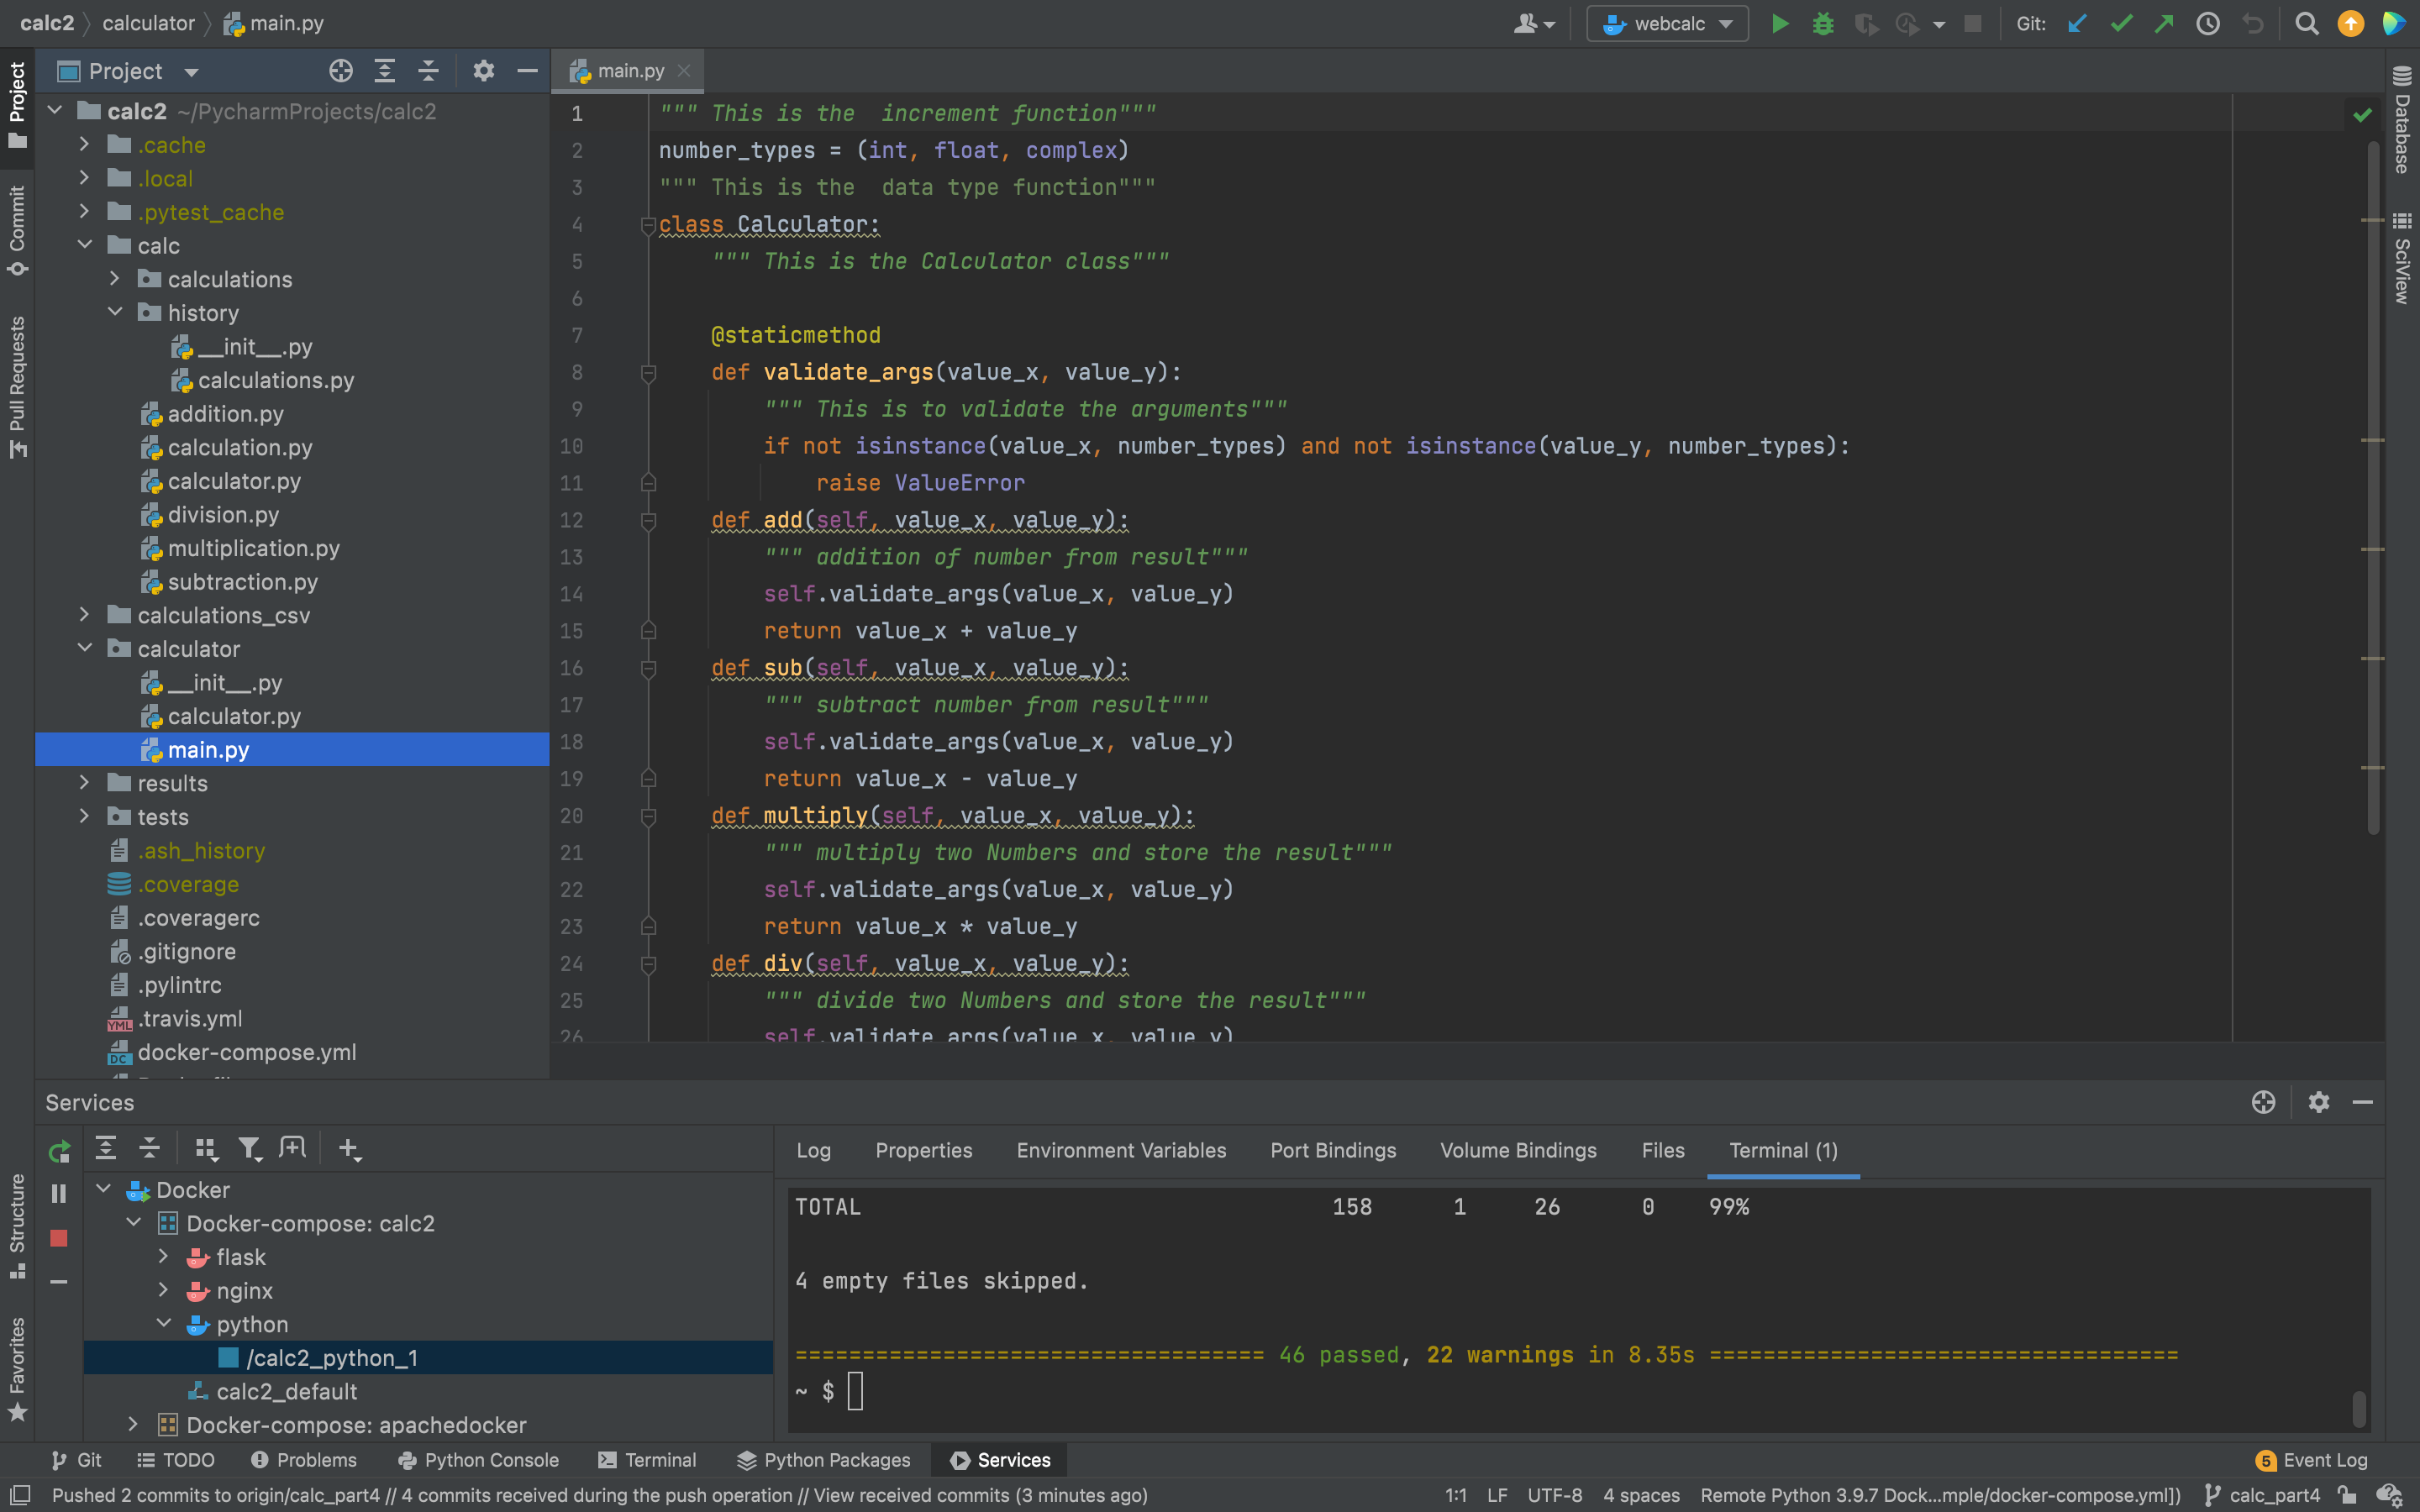 calc2 calculator main.py webcalc Git:
Project
main.py
calc2 ~/PycharmProjects/calc2
.cache
.local
.pytest_cache
calc
calculations
history
__init__.py
calculations.py
addition.py
calculation.py
calculator.py
division.py
multiplication.py
subtraction.py
calculations_csv
calculator
__init__.py
calculator.py
main.py
results
tests
.ash_history
.coverage
.coveragerc
.gitignore
.pylintrc
.travis.yml
docker-compose.yml
Project
Commit
Pull Requests
Structure
Favorites
1 """ This is the  increment function"""
2 number_types = (int, float, complex)
3 """ This is the  data type function"""
4 class Calculator:
5 """ This is the Calculator class"""
6
7 @staticmethod
8 def validate_args(value_x, value_y):
9 """ This is to validate the arguments"""
10 if not isinstance(value_x, number_types) and not isinstance(value_y, number_types):
11 raise ValueError
12 def add(self, value_x, value_y):
13 """ addition of number from result"""
14 self.validate_args(value_x, value_y)
15 return value_x + value_y
16 def sub(self, value_x, value_y):
17 """ subtract number from result"""
18 self.validate_args(value_x, value_y)
19 return value_x - value_y
20 def multiply(self, value_x, value_y):
21 """ multiply two Numbers and store the result"""
22 self.validate_args(value_x, value_y)
23 return value_x * value_y
24 def div(self, value_x, value_y):
25 """ divide two Numbers and store the result"""
26 self.validate_args(value_x, value_y)
Database
SciView
Services
Docker
Docker-compose: calc2
flask
nginx
python
/calc2_python_1
calc2_default
Docker-compose: apachedocker
Log Properties Environment Variables Port Bindings Volume Bindings Files Terminal (1)
TOTAL 158 1 26 0 99%
4 empty files skipped.
=================================== 46 passed, 22 warnings in 8.35s ===================================
~ $
Git TODO Problems Python Console Terminal Python Packages Services 5 Event Log
Pushed 2 commits to origin/calc_part4 // 4 commits received during the push operation // View received commits (3 minutes ago) 1:1 LF UTF-8 4 spaces Remote Python 3.9.7 Dock...mple/docker-compose.yml]) calc_part4